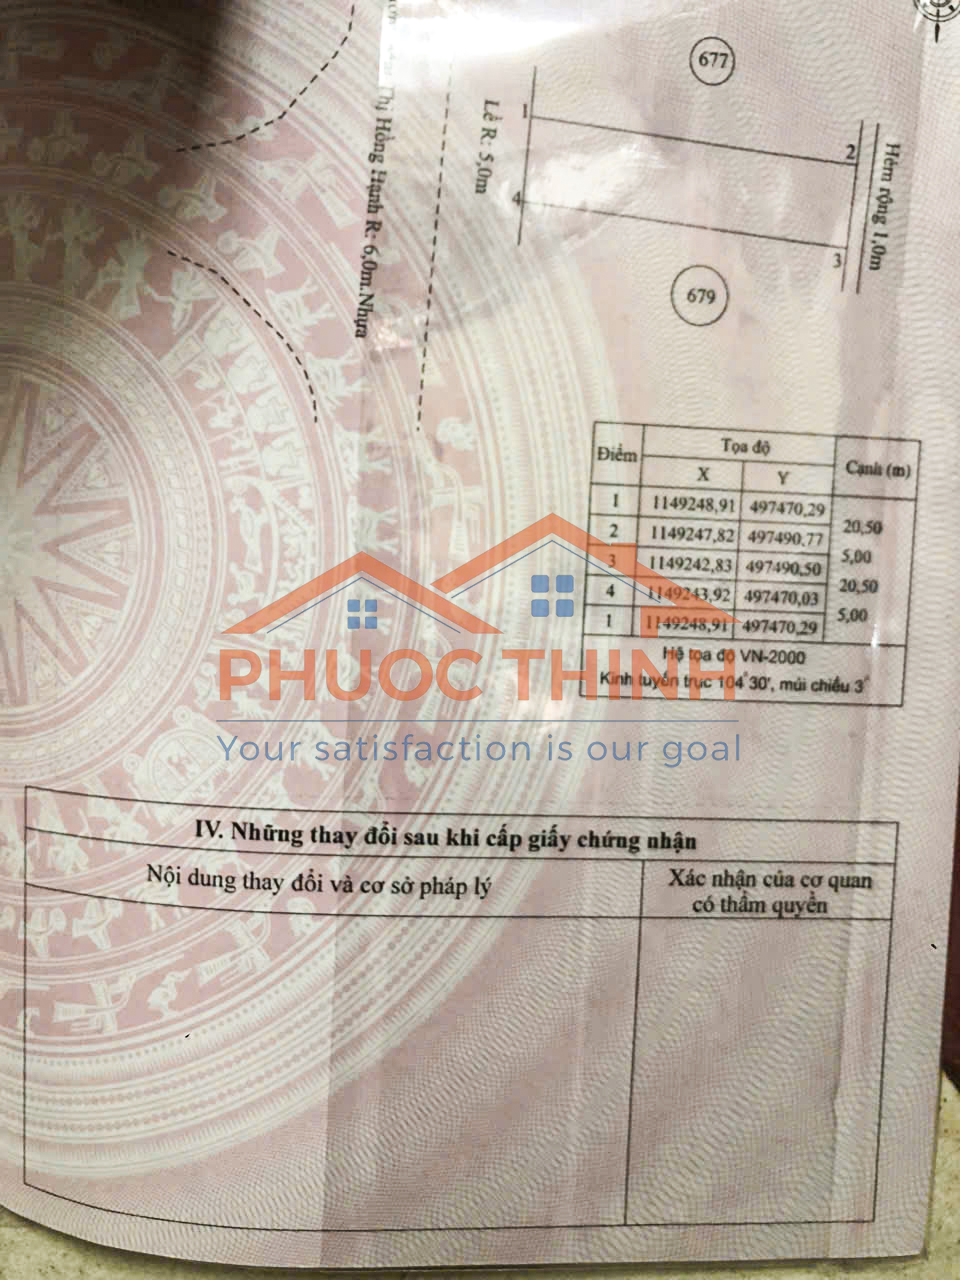 677
1
Lề R: 5,0m
2
Hẻm rộng 1,0m
4
3
Thị Hồng Hạnh R: 6,0m.Nhựa
679
Điểm Tọa độ Cạnh (m)
X Y
1 1149248,91 497470,29
20,50
2 1149247,82 497490,77
5,00
3 1149242,83 497490,50
20,50
4 1149243,92 497470,03
5,00
1 1149248,91 497470,29
Hệ tọa độ VN-2000
Kinh tuyến trục 104°30', múi chiếu 3°
PHUOC THINH
Your satisfaction is our goal
IV. Những thay đổi sau khi cấp giấy chứng nhận
Nội dung thay đổi và cơ sở pháp lý
Xác nhận của cơ quan
có thẩm quyền